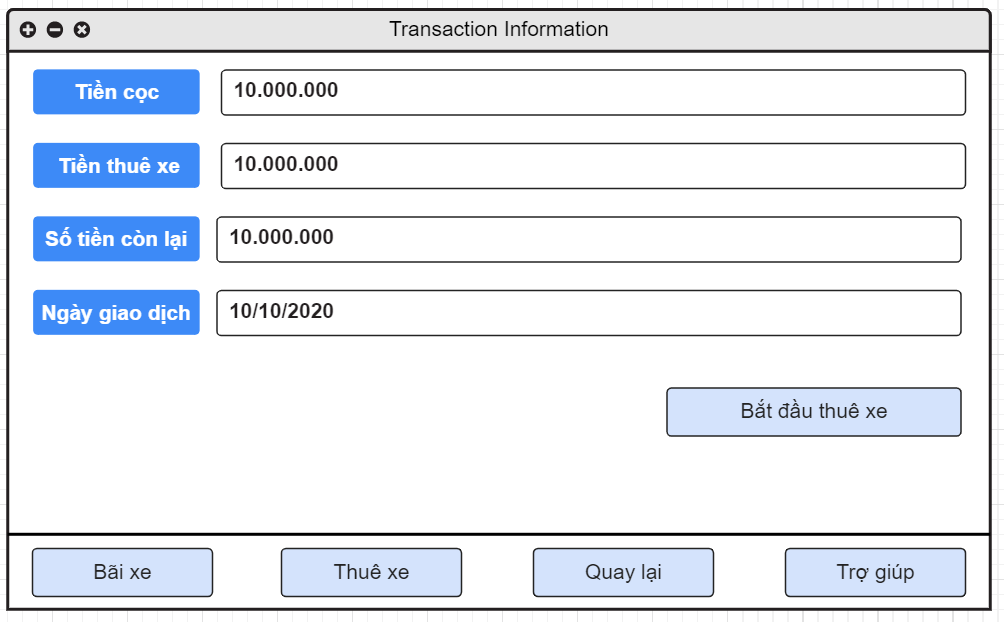 Transaction Information
Tiền cọc 10.000.000
Tiền thuê xe 10.000.000
Số tiền còn lại 10.000.000
Ngày giao dịch 10/10/2020
Bắt đầu thuê xe
Bãi xe Thuê xe Quay lại Trợ giúp